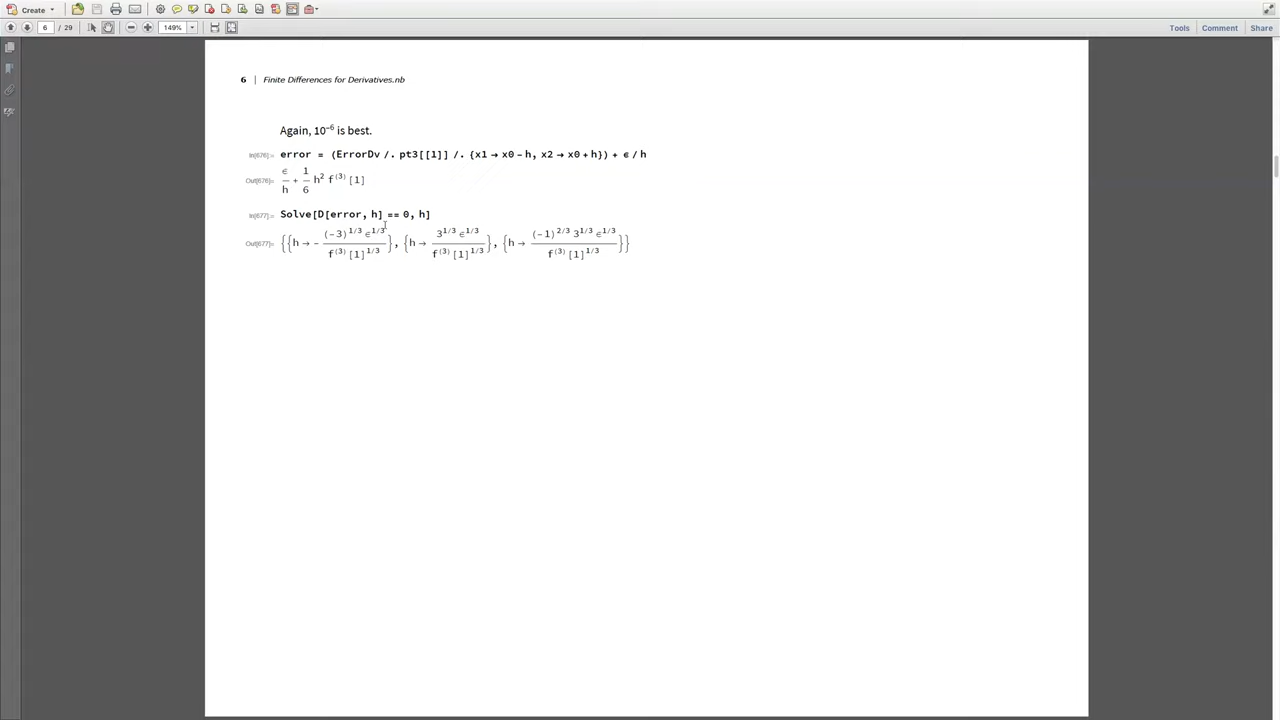 Create
6 / 29
149%
Tools Comment Share
6 | Finite Differences for Derivatives.nb
Again, 10⁻⁶ is best.
In[676]:= error = (ErrorDv /. pt3[[1]] /. {x1 → x0 - h, x2 → x0 + h}) + ϵ / h
Out[676]= ϵ/h + 1/6 h² f⁽³⁾[1]
In[677]:= Solve[D[error, h] == 0, h]
Out[677]= {{h → - (-3)^1/3 ϵ^1/3 / f⁽³⁾[1]^1/3}, {h → 3^1/3 ϵ^1/3 / f⁽³⁾[1]^1/3}, {h → (-1)^2/3 3^1/3 ϵ^1/3 / f⁽³⁾[1]^1/3}}